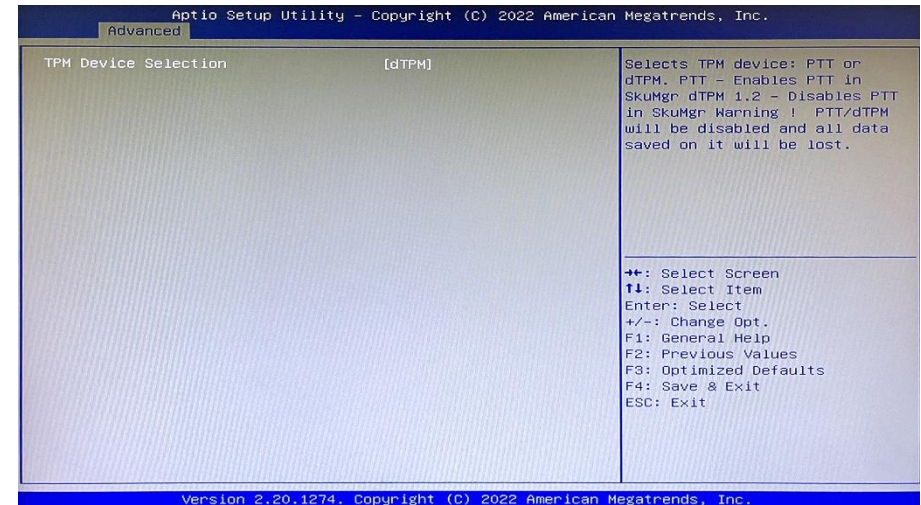 Aptio Setup Utility – Copyright (C) 2022 American Megatrends, Inc.
Advanced
TPM Device Selection [dTPM]
Selects TPM device: PTT or
dTPM. PTT – Enables PTT in
SkuMgr dTPM 1.2 – Disables PTT
in SkuMgr Warning ! PTT/dTPM
will be disabled and all data
saved on it will be lost.
→←: Select Screen
↑↓: Select Item
Enter: Select
+/-: Change Opt.
F1: General Help
F2: Previous Values
F3: Optimized Defaults
F4: Save & Exit
ESC: Exit
Version 2.20.1274. Copyright (C) 2022 American Megatrends, Inc.